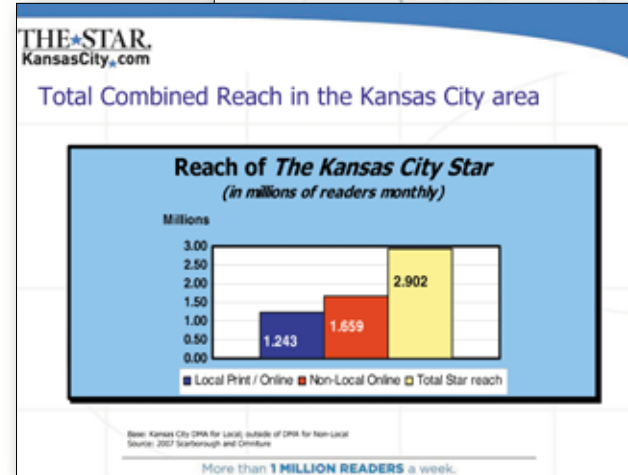 THE★STAR.
KansasCity★com
Total Combined Reach in the Kansas City area
Reach of The Kansas City Star
(in millions of readers monthly)
Millions
3.00
2.50
2.00
1.50
1.00
0.50
0.00
1.243
1.659
2.902
Local Print / Online Non-Local Online Total Star reach
Base: Kansas City DMA for Local; outside of DMA for Non-Local
Source: 2007 Scarborough and Omniture
More than 1 MILLION READERS a week.